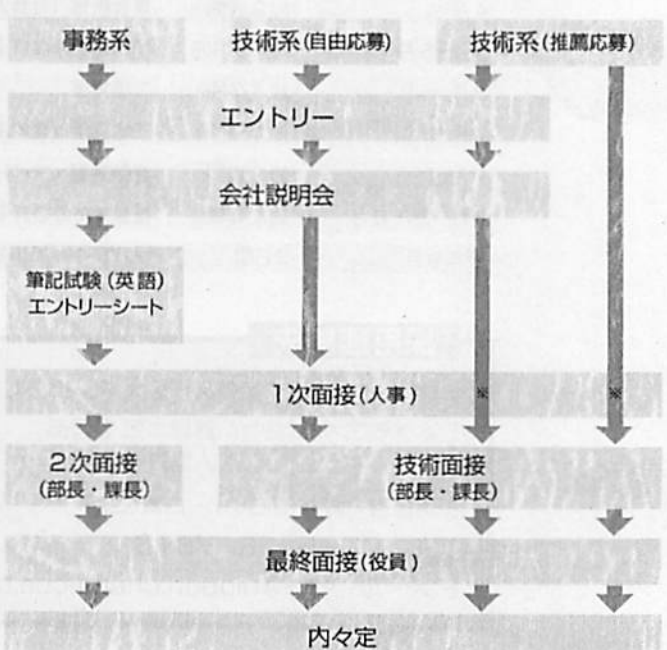 事務系
技術系(自由応募)
技術系(推薦応募)
エントリー
会社説明会
筆記試験(英語)
エントリーシート
1次面接(人事)
※
※
2次面接
(部長・課長)
技術面接
(部長・課長)
最終面接(役員)
内々定